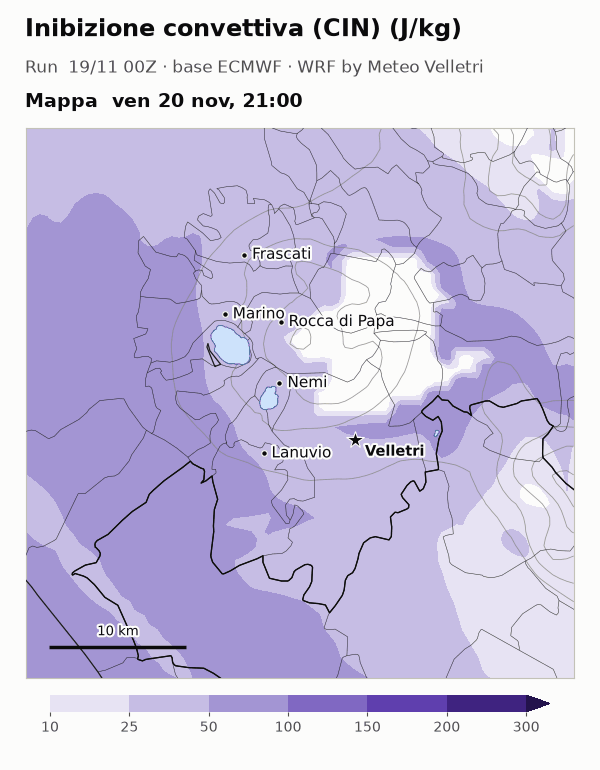 Inibizione convettiva (CIN) (J/kg)
Run  19/11 00Z · base ECMWF · WRF by Meteo Velletri
Mappa  ven 20 nov, 21:00
Frascati
Marino
Rocca di Papa
Nemi
Velletri
Lanuvio
10 km
10 25 50 100 150 200 300